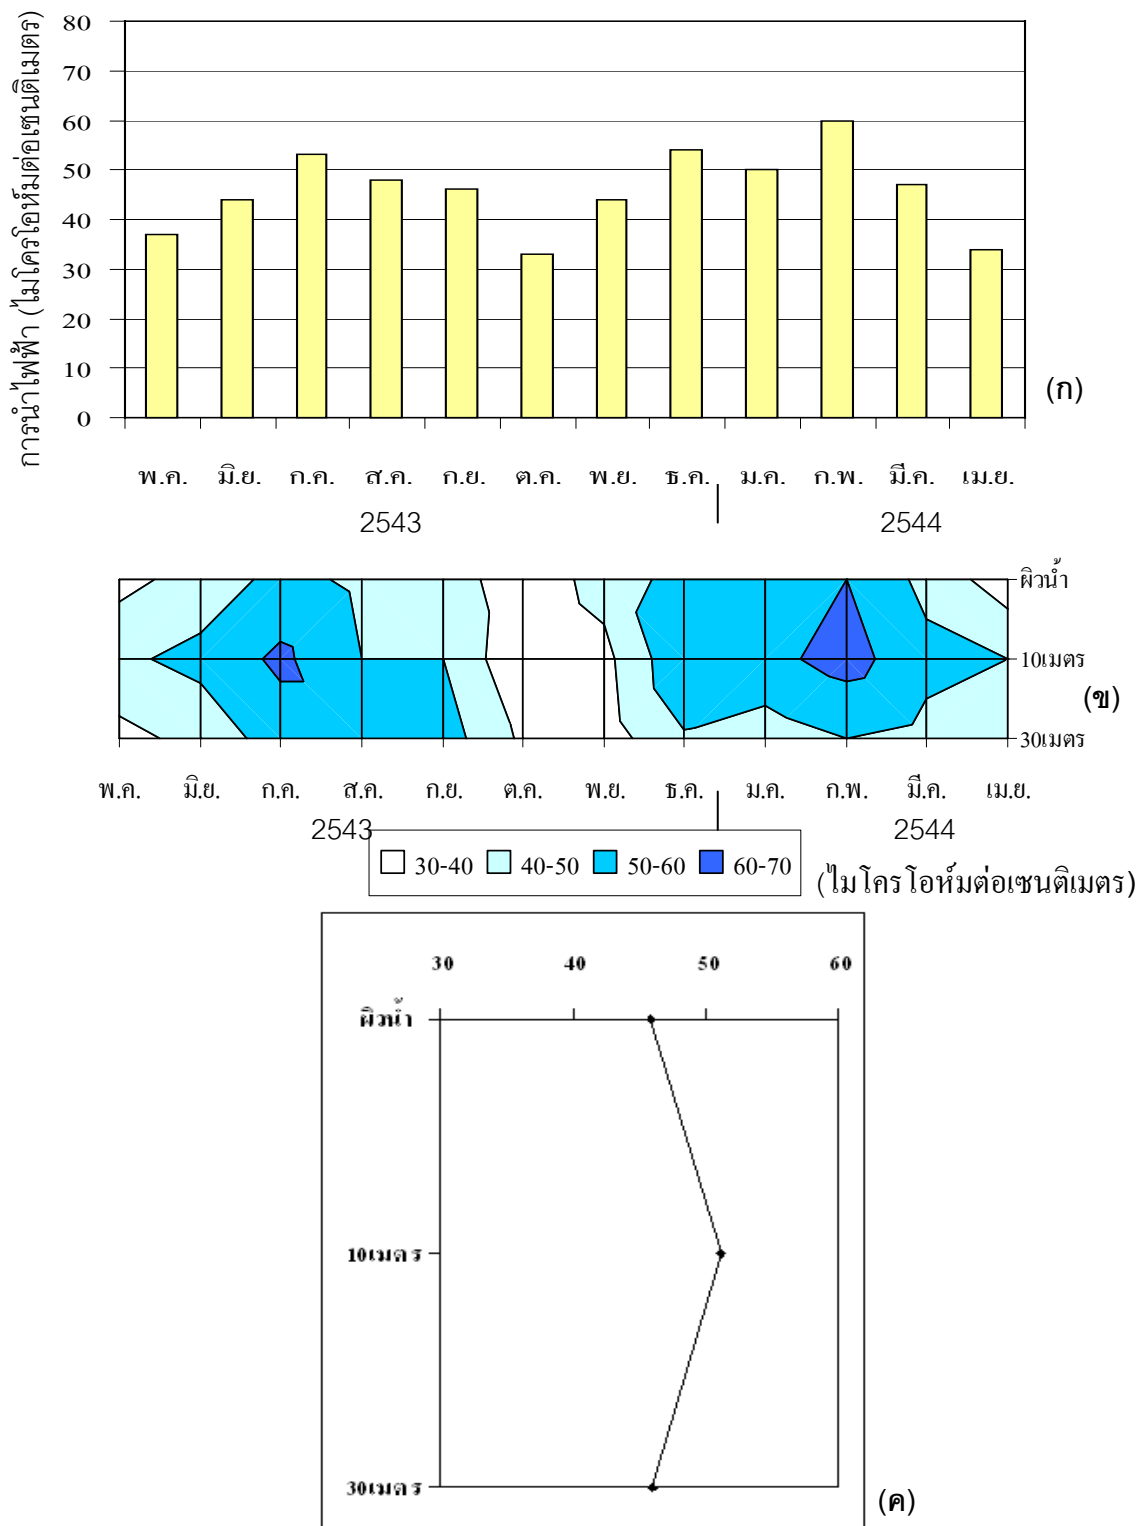 การนำไฟฟ้า (ไมโครโอห์มต่อเซนติเมตร)
80
70
60
50
40
30
20
10
0
(ก)
พ.ค. มิ.ย. ก.ค. ส.ค. ก.ย. ต.ค. พ.ย. ธ.ค. ม.ค. ก.พ. มี.ค. เม.ย.
2543 2544
ผิวน้ำ
10เมตร
(ข)
30เมตร
พ.ค. มิ.ย. ก.ค. ส.ค. ก.ย. ต.ค. พ.ย. ธ.ค. ม.ค. ก.พ. มี.ค. เม.ย.
2543 2544
30-40 40-50 50-60 60-70
(ไมโครโอห์มต่อเซนติเมตร)
30 40 50 60
ผิวน้ำ
10เมตร
30เมตร
(ค)